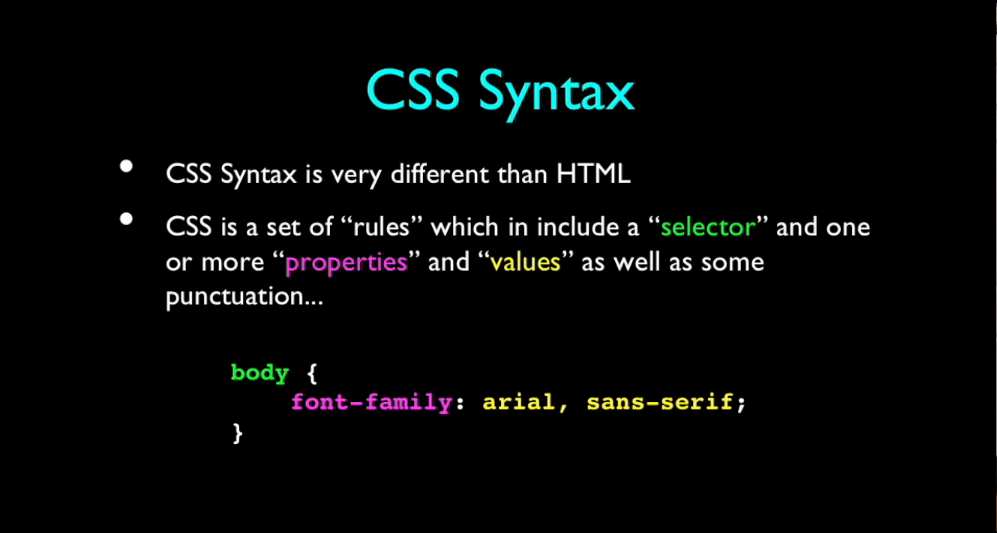 CSS Syntax
• CSS Syntax is very different than HTML
• CSS is a set of “rules” which in include a “selector” and one
or more “properties” and “values” as well as some
punctuation...
body {
    font-family: arial, sans-serif;
}